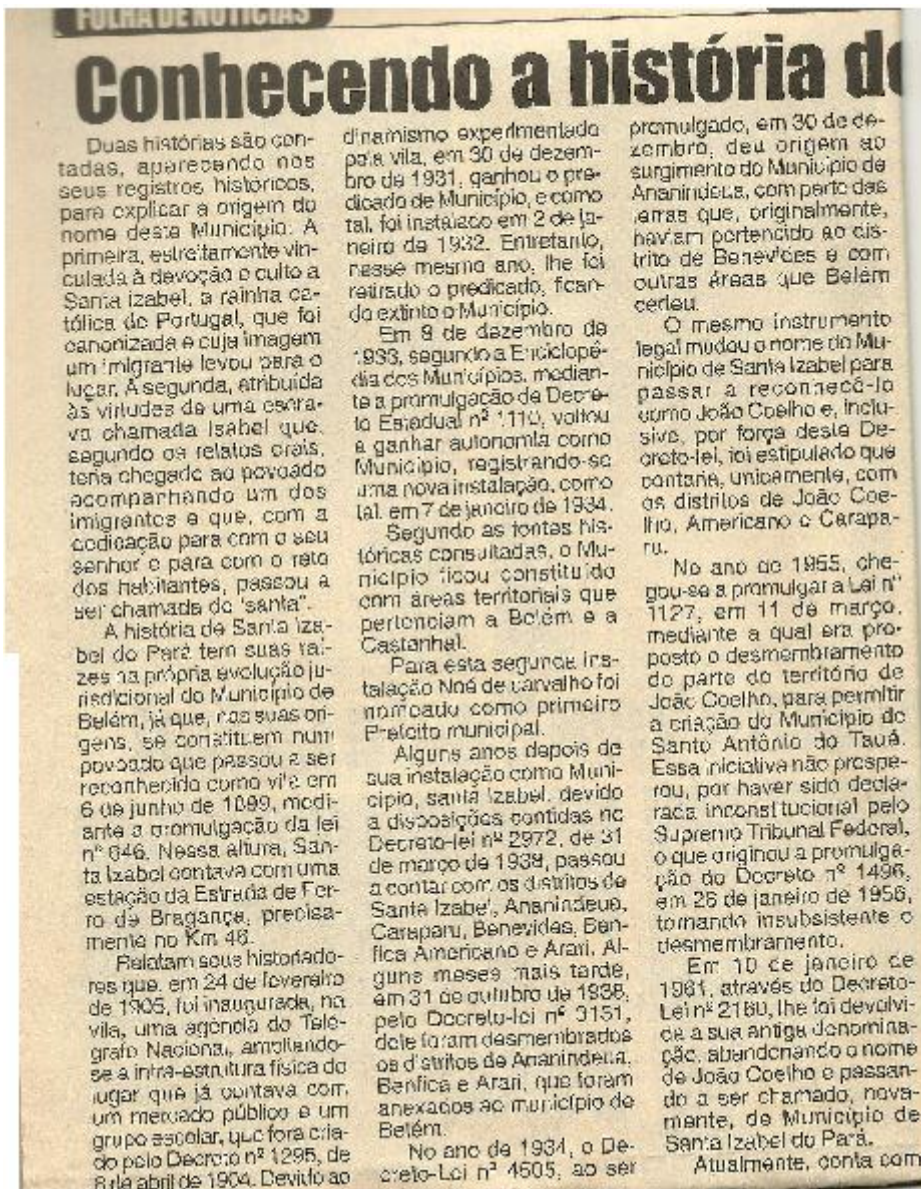 FOLHA DE NOTÍCIAS
Conhecendo a história de
Duas histórias são con-
tadas, aparecendo nos
seus registros históricos,
para explicar a origem do
nome deste Município. A
primeira, estreitamente vin-
culada à devoção e culto a
Santa Izabel, a rainha ca-
tólica de Portugal, que foi
canonizada e cuja imagem
um imigrante levou para o
lugar. A segunda, atribuída
às virtudes de uma escra-
va chamada Isabel que,
segundo os relatos orais,
teria chegado ao povoado
acompanhando um dos
imigrantes e que, com a
dedicação para com o seu
senhor e para com o reto
dos habitantes, passou a
ser chamada de "santa".
A história de Santa Iza-
bel do Pará tem suas raí-
zes na própria evolução ju-
risdicional do Município de
Belém, já que, nas suas ori-
gens, se constituem num
povoado que passou a ser
reconhecido como vila em
6 de junho de 1899, medi-
ante a promulgação da lei
nº 646. Nessa altura, San-
ta Izabel contava com uma
estação da Estrada de Fer-
ro de Bragança, precisa-
mente no Km 46.
Relatam seus historiado-
res que, em 24 de fevereiro
de 1905, foi inaugurada, na
vila, uma agência do Telé-
grafo Nacional, ampliando-
se a infra-estrutura física do
lugar que já contava com
um mercado público e um
grupo escolar, que fora cria-
do pelo Decreto nº 1295, de
8 de abril de 1904. Devido ao
dinamismo experimentado
pela vila, em 30 de dezem-
bro de 1931, ganhou o pre-
dicado de Município, e como
tal, foi instalado em 2 de ja-
neiro de 1932. Entretanto,
nesse mesmo ano, lhe foi
retirado o predicado, fican-
do extinto o Município.
Em 9 de dezembro de
1933, segundo a Enciclopé-
dia dos Municípios, median-
te a promulgação de Decre-
to Estadual nº 1110, voltou
a ganhar autonomia como
Município, registrando-se
uma nova instalação, como
tal, em 7 de janeiro de 1934.
Segundo as fontes his-
tóricas consultadas, o Mu-
nicípio ficou constituído
com áreas territoriais que
pertenciam a Belém e a
Castanhal.
Para esta segunda ins-
talação Noé de carvalho foi
nomeado como primeiro
Prefeito municipal.
Alguns anos depois de
sua instalação como Muni-
cípio, santa Izabel, devido
a disposições contidas no
Decreto-lei nº 2972, de 31
de março de 1938, passou
a contar com os distritos de
Santa Izabel, Ananindeua,
Caraparu, Benevides, Ben-
fica Americano e Arari. Al-
guns meses mais tarde,
em 31 de outubro de 1938,
pelo Decreto-lei nº 3131,
dele foram desmembrados
os distritos de Ananindeua,
Benfica e Arari, que foram
anexados ao município de
Belém.
No ano de 1934, o De-
creto-Lei nº 4505, ao ser
promulgado, em 30 de de-
zembro, deu origem ao
surgimento do Município de
Ananindeua, com parte das
terras que, originalmente,
haviam pertencido ao dis-
trito de Benevides e com
outras áreas que Belém
cedeu.
O mesmo instrumento
legal mudou o nome do Mu-
nicípio de Santa Izabel para
passar a reconhecê-lo
como João Coelho e, inclu-
sive, por força deste De-
creto-lei, foi estipulado que
contaria, unicamente, com
os distritos de João Coe-
lho, Americano e Carapa-
ru.
No ano de 1955, che-
gou-se a promulgar a Lei nº
1127, em 11 de março,
mediante a qual era pro-
posto o desmembramento
do parte do território de
João Coelho, para permitir
a criação do Município de
Santo Antônio do Tauá.
Essa iniciativa não prospe-
rou, por haver sido decla-
rada inconstitucional pelo
Supremo Tribunal Federal,
o que originou a promulga-
ção do Decreto nº 1496,
em 26 de janeiro de 1956,
tornando insubsistente o
desmembramento.
Em 10 de janeiro de
1961, através do Decreto-
Lei nº 2160, lhe foi devolvi-
da a sua antiga denomina-
ção, abandonando o nome
de João Coelho e passan-
do a ser chamado, nova-
mente, de Município de
Santa Izabel do Pará.
Atualmente, conta com